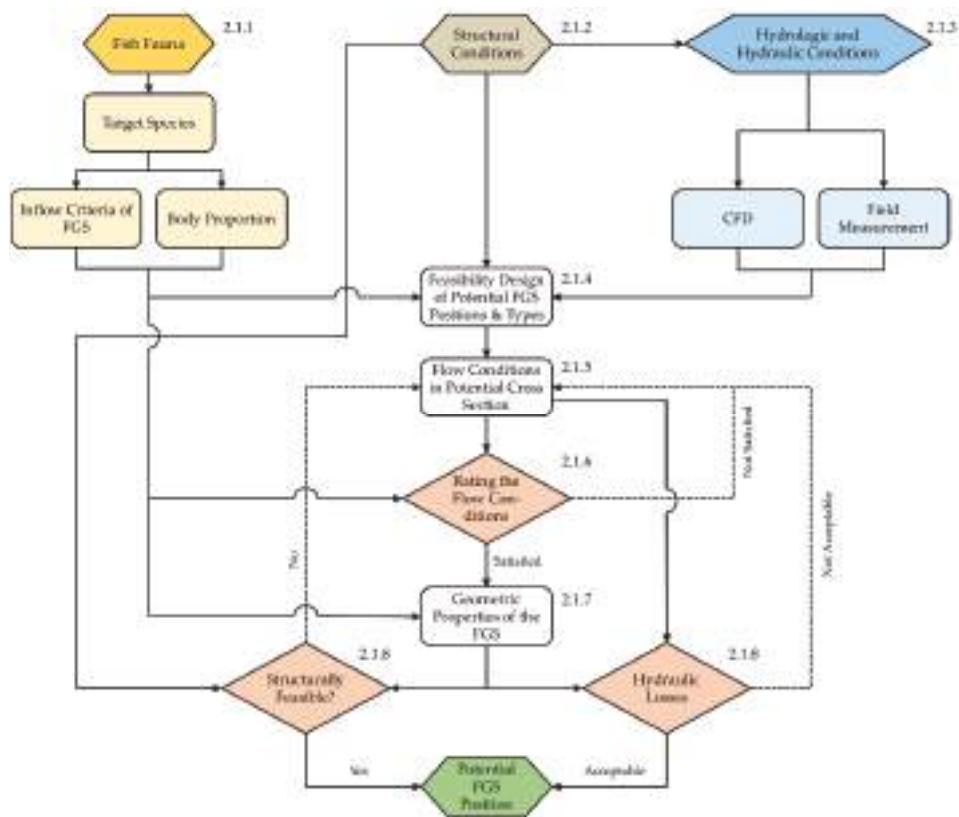 Fish Fauna
2.1.1
Structural
Conditions
2.1.2
Hydrologic and
Hydraulic Conditions
2.1.3
Target Species
Inflow Criteria of
FGS
Body Proportion
CFD
Field
Measurement
Feasibility Design
of Potential FGS
Positions & Types
2.1.4
Flow Conditions
in Potential Cross
Section
2.1.5
Not Satisfied
Rating the
Flow Con-
ditions
2.1.6
No
Not Acceptable
Satisfied
Geometric
Properties of the
FGS
2.1.7
Structurally
Feasible?
2.1.8
Hydraulic
Losses
2.1.8
Yes
Acceptable
Potential
FGS
Position